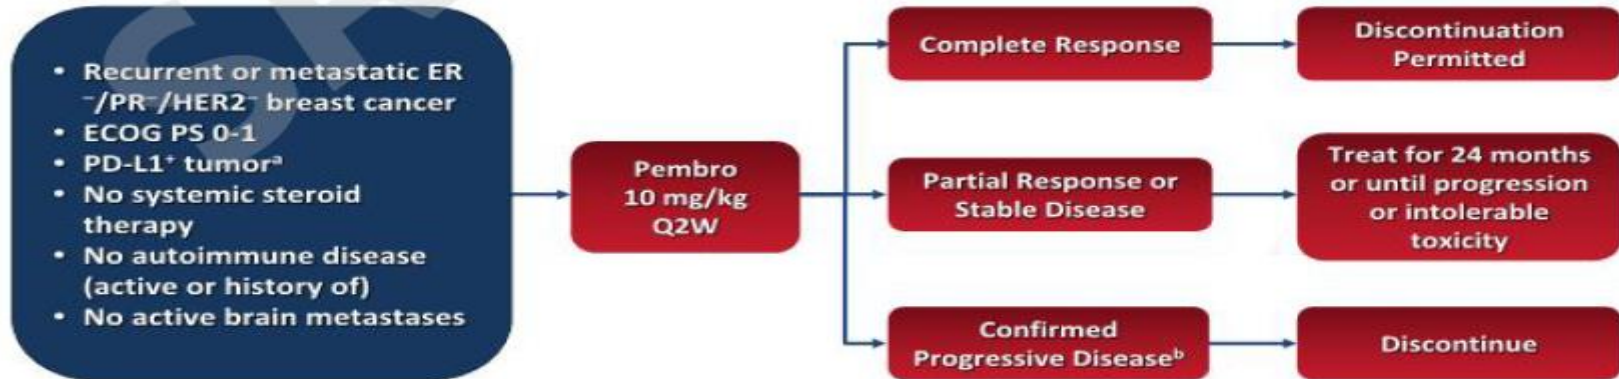 • Recurrent or metastatic ER
⁻/PR⁻/HER2⁻ breast cancer
• ECOG PS 0-1
• PD-L1⁺ tumorᵃ
• No systemic steroid
therapy
• No autoimmune disease
(active or history of)
• No active brain metastases
Pembro
10 mg/kg
Q2W
Complete Response
Discontinuation
Permitted
Partial Response or
Stable Disease
Treat for 24 months
or until progression
or intolerable
toxicity
Confirmed
Progressive Diseaseᵇ
Discontinue